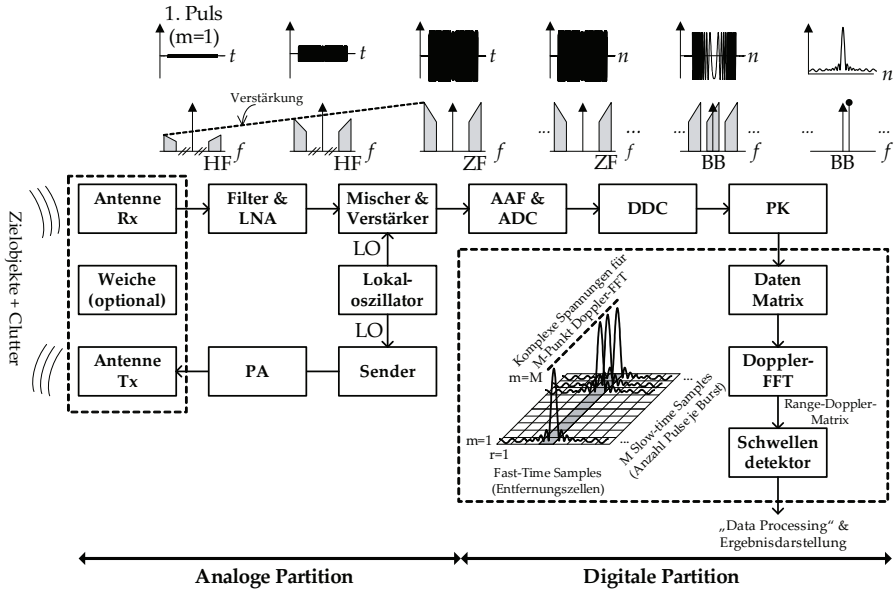 1. Puls
(m=1)
t
t
t
n
n
n
Verstärkung
HF
f
HF
f
ZF
f
...
ZF
...
f
...
BB
...
f
...
BB
...
f
Zielobjekte + Clutter
Antenne
Rx
Filter &
LNA
Mischer &
Verstärker
AAF &
ADC
DDC
PK
LO
Weiche
(optional)
Lokal-
oszillator
LO
Antenne
Tx
PA
Sender
Komplexe Spannungen für
M-Punkt Doppler-FFT
m=M
...
m=1
r=1
...
Fast-Time Samples
(Entfernungszellen)
M Slow-time Samples
(Anzahl Pulse je Burst)
Daten
Matrix
Doppler-
FFT
Range-Doppler-
Matrix
Schwellen
detektor
„Data Processing“ &
Ergebnisdarstellung
Analoge Partition
Digitale Partition